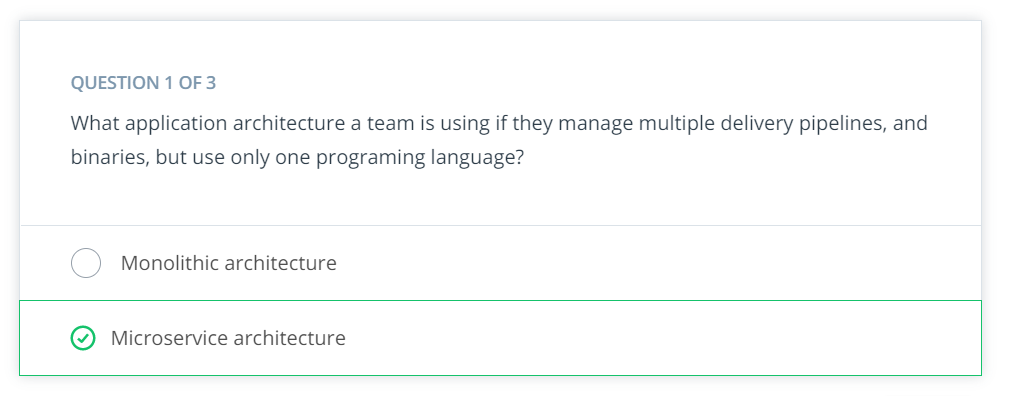 QUESTION 1 OF 3
What application architecture a team is using if they manage multiple delivery pipelines, and
binaries, but use only one programing language?
Monolithic architecture
Microservice architecture